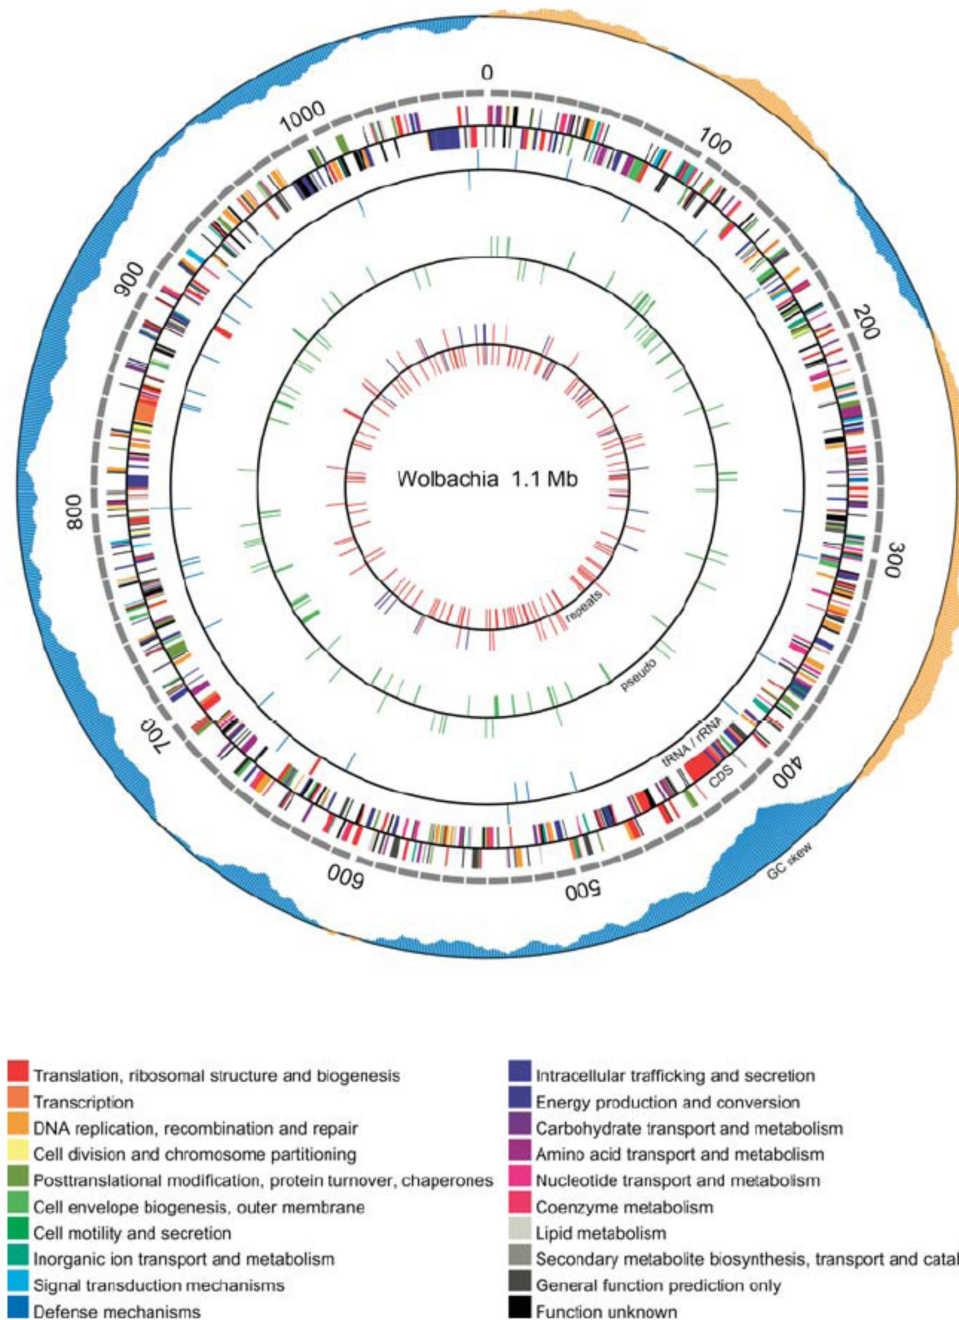 0
100
200
300
400
500
600
700
800
900
1000
Wolbachia 1.1 Mb
repeats
pseudo
tRNA / rRNA
CDS
GC skew
Translation, ribosomal structure and biogenesis
Transcription
DNA replication, recombination and repair
Cell division and chromosome partitioning
Posttranslational modification, protein turnover, chaperones
Cell envelope biogenesis, outer membrane
Cell motility and secretion
Inorganic ion transport and metabolism
Signal transduction mechanisms
Defense mechanisms
Intracellular trafficking and secretion
Energy production and conversion
Carbohydrate transport and metabolism
Amino acid transport and metabolism
Nucleotide transport and metabolism
Coenzyme metabolism
Lipid metabolism
Secondary metabolite biosynthesis, transport and catal
General function prediction only
Function unknown